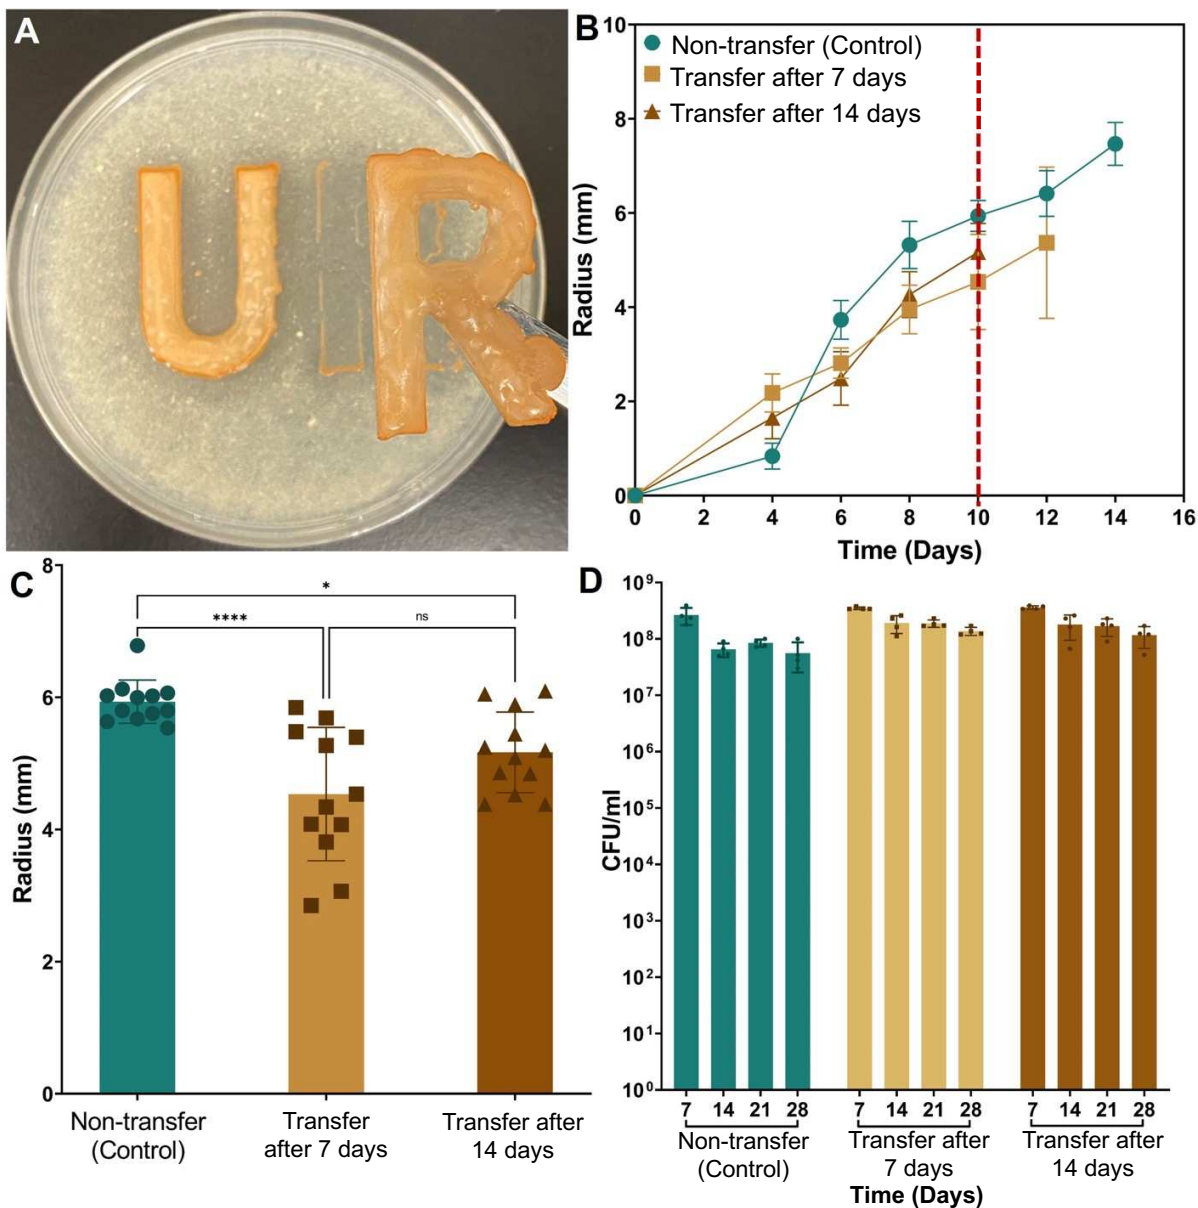 A
U R
B
10
8
6
4
2
0
Radius (mm)
Non-transfer (Control)
Transfer after 7 days
Transfer after 14 days
0 2 4 6 8 10 12 14 16
Time (Days)
C
8
6
4
2
0
Radius (mm)
*
**** ns
Non-transfer
(Control)
Transfer
after 7 days
Transfer after
14 days
D
10⁹
10⁸
10⁷
10⁶
10⁵
10⁴
10³
10²
10¹
10⁰
CFU/ml
7 14 21 28 7 14 21 28 7 14 21 28
Non-transfer
(Control)
Transfer after
7 days
Transfer after
14 days
Time (Days)